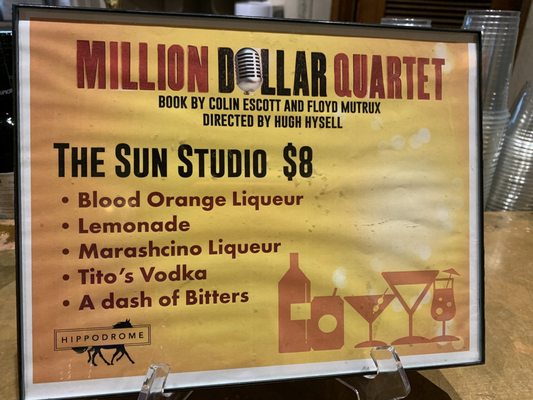 MILLION DOLLAR QUARTET
BOOK BY COLIN ESCOTT AND FLOYD MUTRUX
DIRECTED BY HUGH HYSELL
THE SUN STUDIO $8
• Blood Orange Liqueur
• Lemonade
• Marashcino Liqueur
• Tito's Vodka
• A dash of Bitters
HIPPODROME